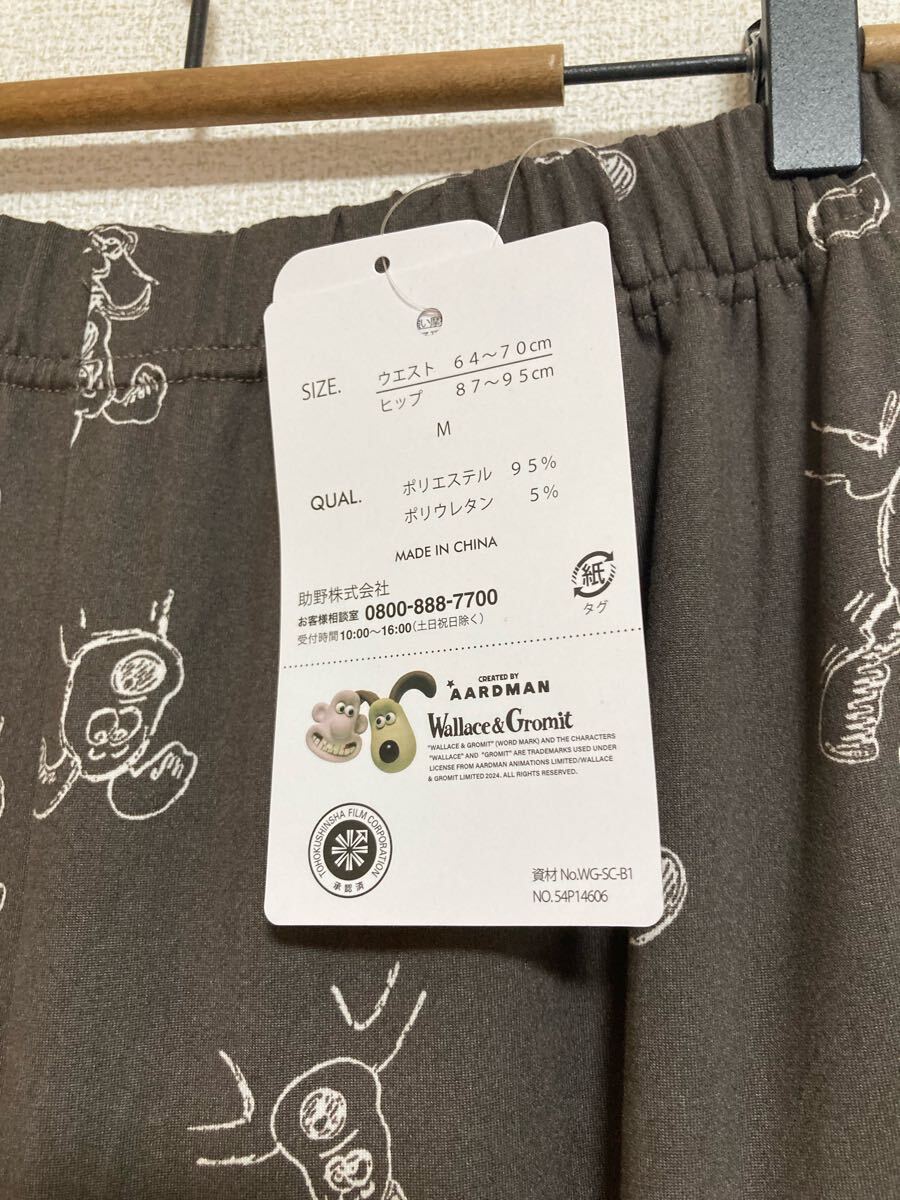 SIZE. ウエスト 64〜70cm
ヒップ 87〜95cm
M
QUAL. ポリエステル 95%
ポリウレタン 5%
MADE IN CHINA
助野株式会社
お客様相談室 0800-888-7700
受付時間10:00〜16:00(土日祝日除く)
紙
タグ
CREATED BY
AARDMAN
Wallace & Gromit
"WALLACE & GROMIT" (WORD MARK) AND THE CHARACTERS
"WALLACE" AND "GROMIT" ARE TRADEMARKS USED UNDER
LICENSE FROM AARDMAN ANIMATIONS LIMITED/WALLACE
& GROMIT LIMITED 2024. ALL RIGHTS RESERVED.
TOHOKUSHINSHA FILM CORPORATION
承認済
資材 No.WG-SC-B1
NO.54P14606